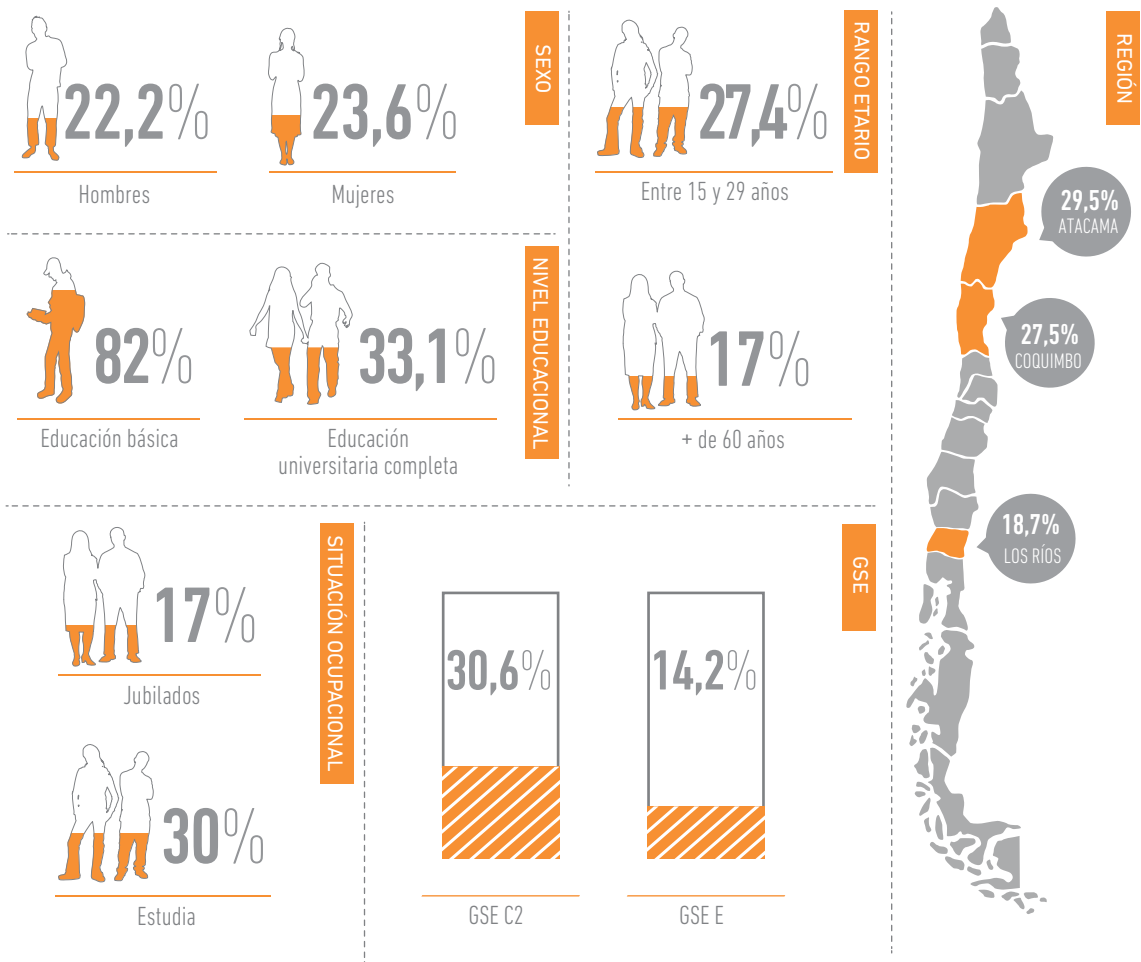 SEXO
22,2%
Hombres
23,6%
Mujeres
RANGO ETARIO
27,4%
Entre 15 y 29 años
17%
+ de 60 años
NIVEL EDUCACIONAL
82%
Educación básica
33,1%
Educación
universitaria completa
SITUACIÓN OCUPACIONAL
17%
Jubilados
30%
Estudia
GSE
30,6%
GSE C2
14,2%
GSE E
REGIÓN
29,5%
ATACAMA
27,5%
COQUIMBO
18,7%
LOS RÍOS